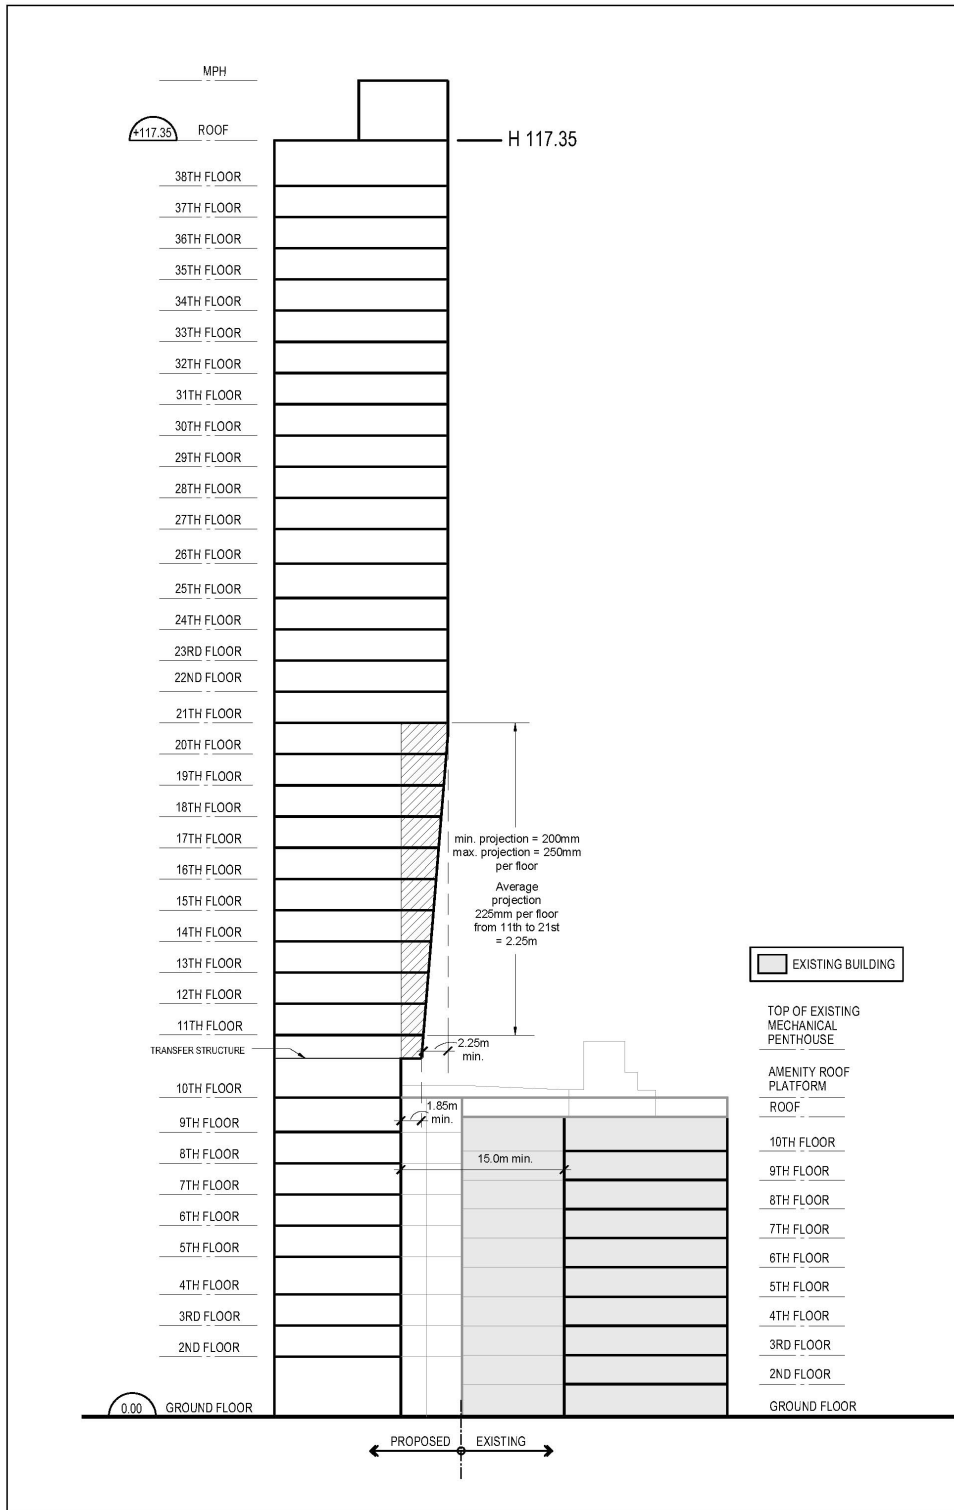 MPH
+117.35
ROOF
H 117.35
38TH FLOOR
37TH FLOOR
36TH FLOOR
35TH FLOOR
34TH FLOOR
33TH FLOOR
32TH FLOOR
31TH FLOOR
30TH FLOOR
29TH FLOOR
28TH FLOOR
27TH FLOOR
26TH FLOOR
25TH FLOOR
24TH FLOOR
23RD FLOOR
22ND FLOOR
21TH FLOOR
20TH FLOOR
19TH FLOOR
18TH FLOOR
17TH FLOOR
16TH FLOOR
15TH FLOOR
14TH FLOOR
13TH FLOOR
12TH FLOOR
11TH FLOOR
TRANSFER STRUCTURE
10TH FLOOR
9TH FLOOR
8TH FLOOR
7TH FLOOR
6TH FLOOR
5TH FLOOR
4TH FLOOR
3RD FLOOR
2ND FLOOR
0.00
GROUND FLOOR
min. projection = 200mm
max. projection = 250mm
per floor
Average
projection
225mm per floor
from 11th to 21st
= 2.25m
2.25m
min.
1.85m
min.
15.0m min.
EXISTING BUILDING
TOP OF EXISTING
MECHANICAL
PENTHOUSE
AMENITY ROOF
PLATFORM
ROOF
10TH FLOOR
9TH FLOOR
8TH FLOOR
7TH FLOOR
6TH FLOOR
5TH FLOOR
4TH FLOOR
3RD FLOOR
2ND FLOOR
GROUND FLOOR
PROPOSED
EXISTING